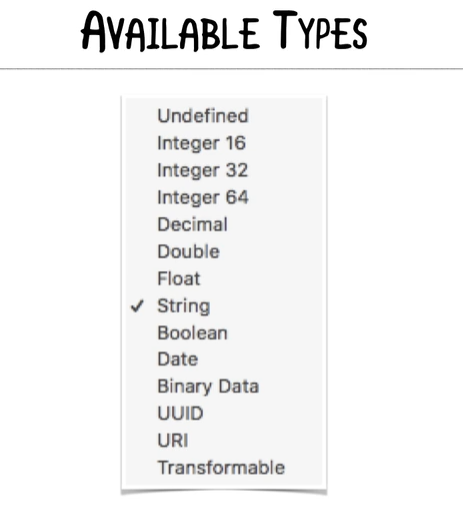 AVAILABLE TYPES
Undefined
Integer 16
Integer 32
Integer 64
Decimal
Double
Float
✓ String
Boolean
Date
Binary Data
UUID
URI
Transformable